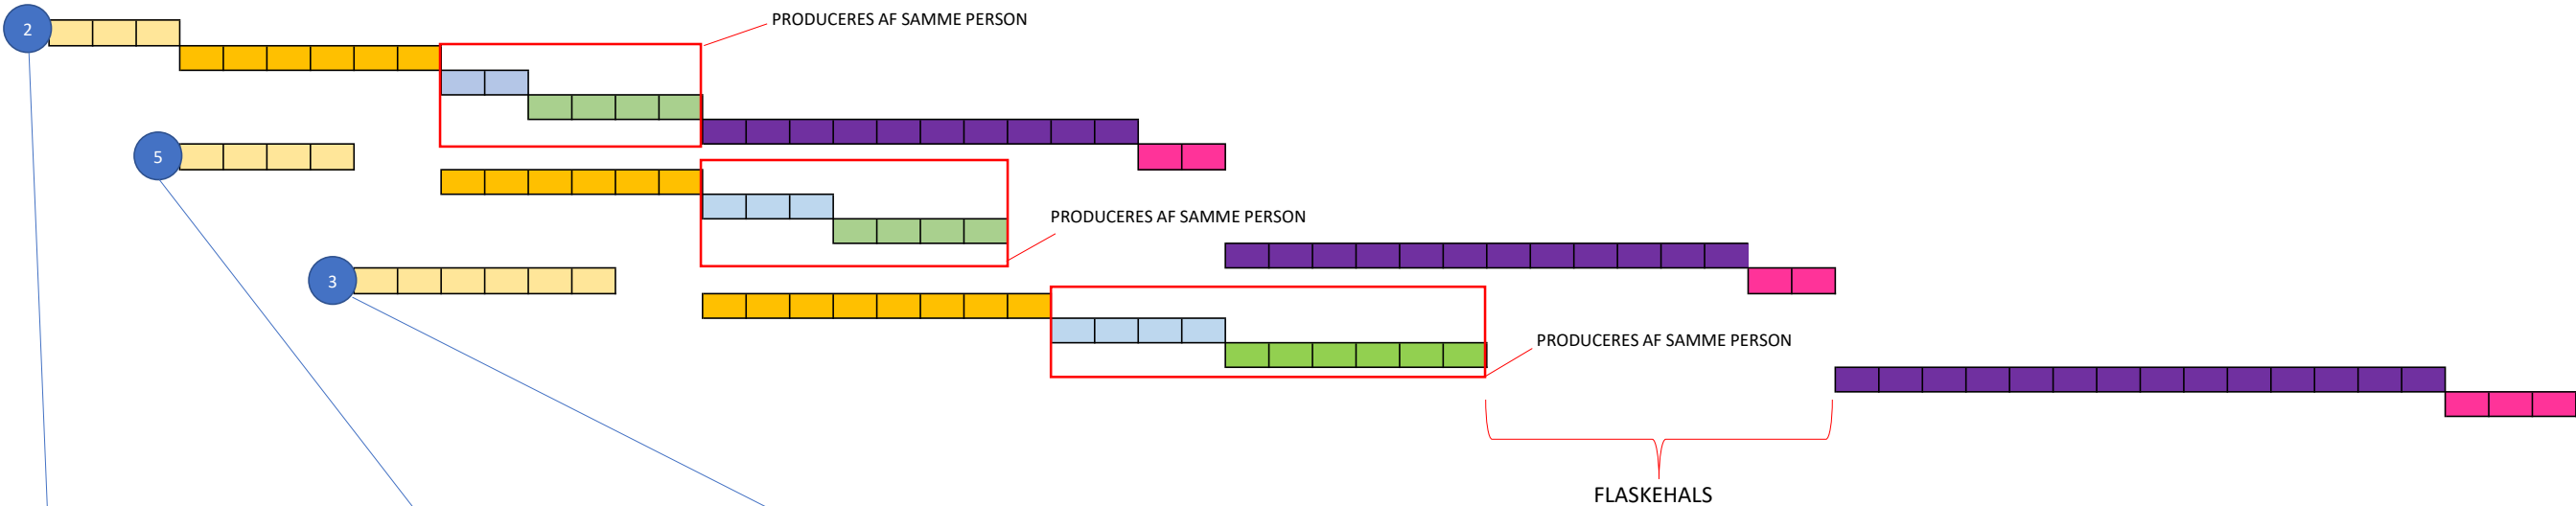 2
PRODUCERES AF SAMME PERSON
5
PRODUCERES AF SAMME PERSON
3
PRODUCERES AF SAMME PERSON
FLASKEHALS